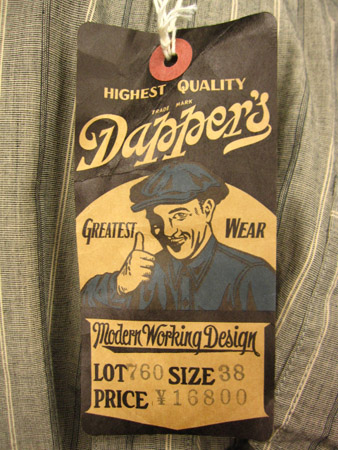 HIGHEST QUALITY
TRADE MARK
Dapper's
GREATEST WEAR
Modern Working Design
LOT 760 SIZE 38
PRICE ¥16800